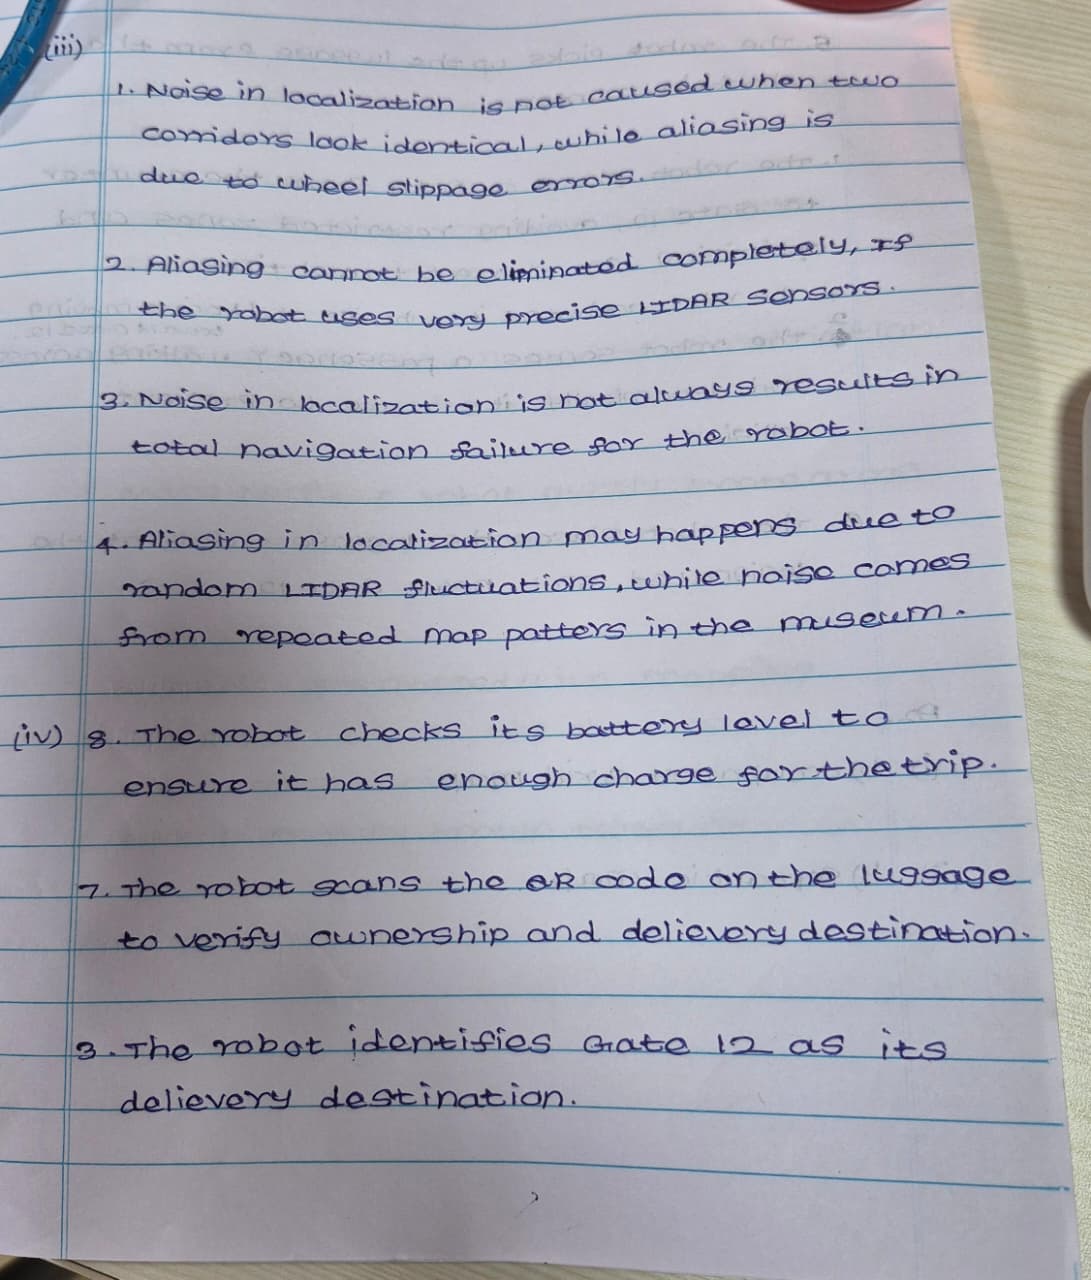 (iii)
1. Noise in localization is not caused when two
corridors look identical, while aliasing is
due to wheel slippage errors.
2. Aliasing cannot be eliminated completely, If
the robot uses very precise LIDAR sensors.
3. Noise in localization is not always results in
total navigation failure for the robot.
4. Aliasing in localization may happens due to
random LIDAR fluctuations, while noise comes
from repeated map patters in the museum.
(iv) 8. The robot checks its battery level to
ensure it has enough charge for the trip.
7. The robot scans the QR code on the luggage
to verify ownership and delievery destination.
3. The robot identifies Gate 12 as its
delievery destination.